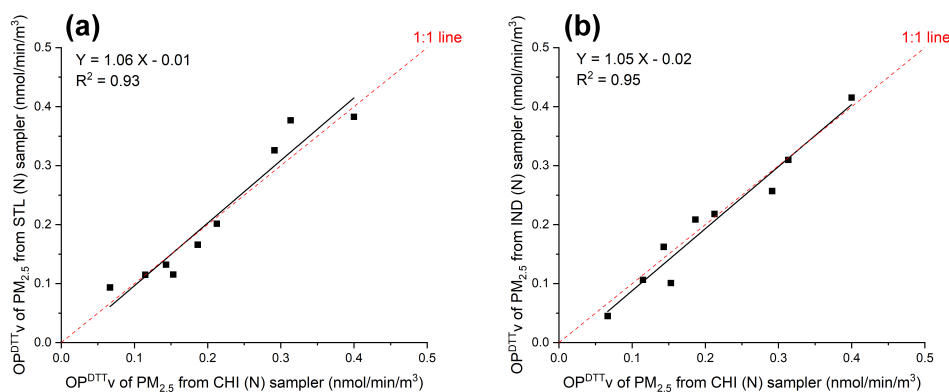 (a)
1:1 line
Y = 1.06 X - 0.01
R² = 0.93
OP^DTT v of PM₂.₅ from STL (N) sampler (nmol/min/m³)
0.5
0.4
0.3
0.2
0.1
0.0
0.0 0.1 0.2 0.3 0.4 0.5
OP^DTT v of PM₂.₅ from CHI (N) sampler (nmol/min/m³)
(b)
1:1 line
Y = 1.05 X - 0.02
R² = 0.95
OP^DTT v of PM₂.₅ from IND (N) sampler (nmol/min/m³)
0.5
0.4
0.3
0.2
0.1
0.0
0.0 0.1 0.2 0.3 0.4 0.5
OP^DTT v of PM₂.₅ from CHI (N) sampler (nmol/min/m³)